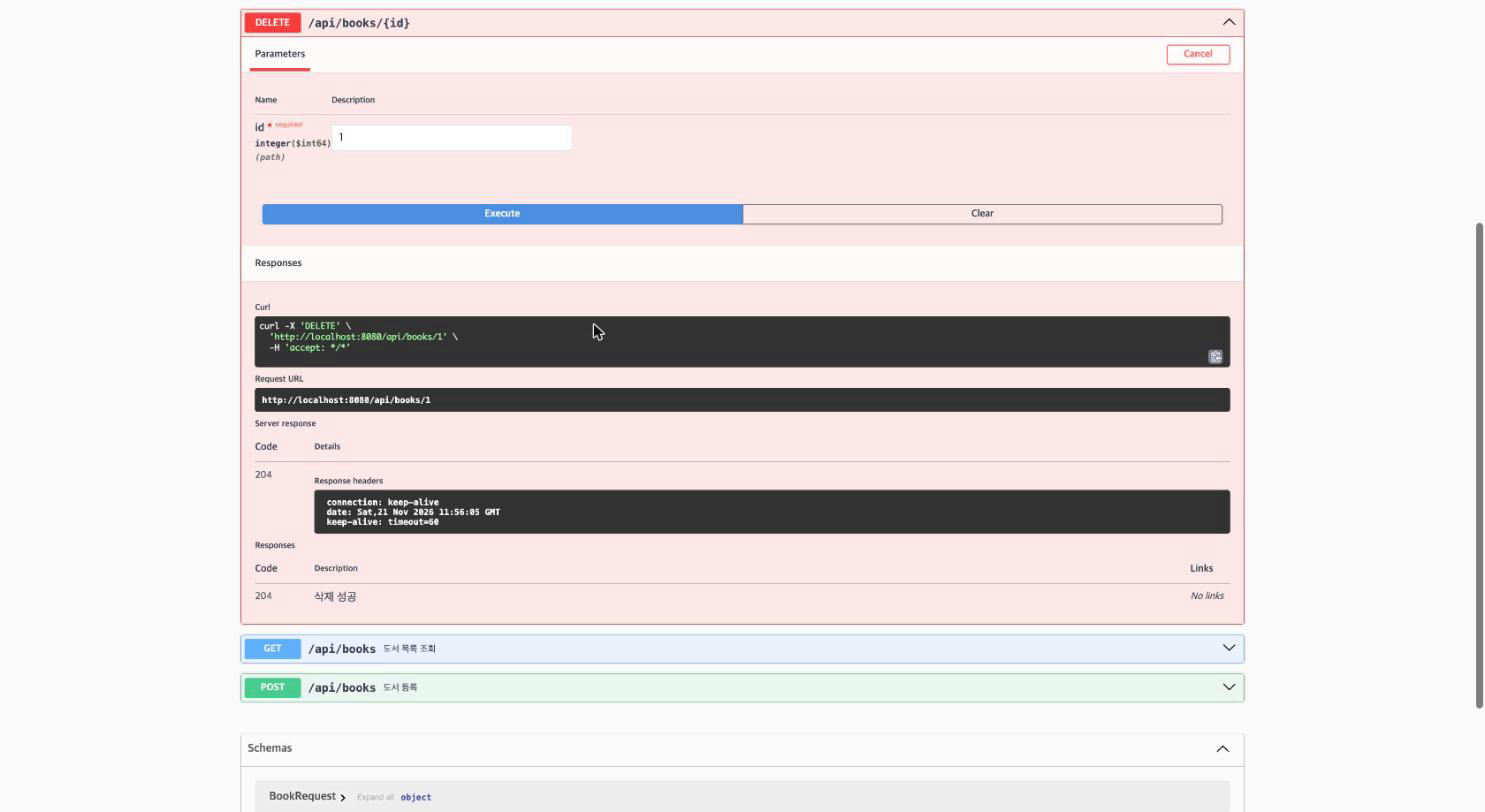 DELETE /api/books/{id}
Parameters Cancel
Name Description
id * required 1
integer($int64)
(path)
Execute Clear
Responses
Curl
curl -X 'DELETE' \
'http://localhost:8080/api/books/1' \
-H 'accept: */*'
Request URL
http://localhost:8080/api/books/1
Server response
Code Details
204 Response headers
connection: keep-alive
date: Sat,21 Nov 2026 11:56:05 GMT
keep-alive: timeout=60
Responses
Code Description Links
204 삭제 성공 No links
GET /api/books 도서 목록 조회
POST /api/books 도서 등록
Schemas
BookRequest Expand all object